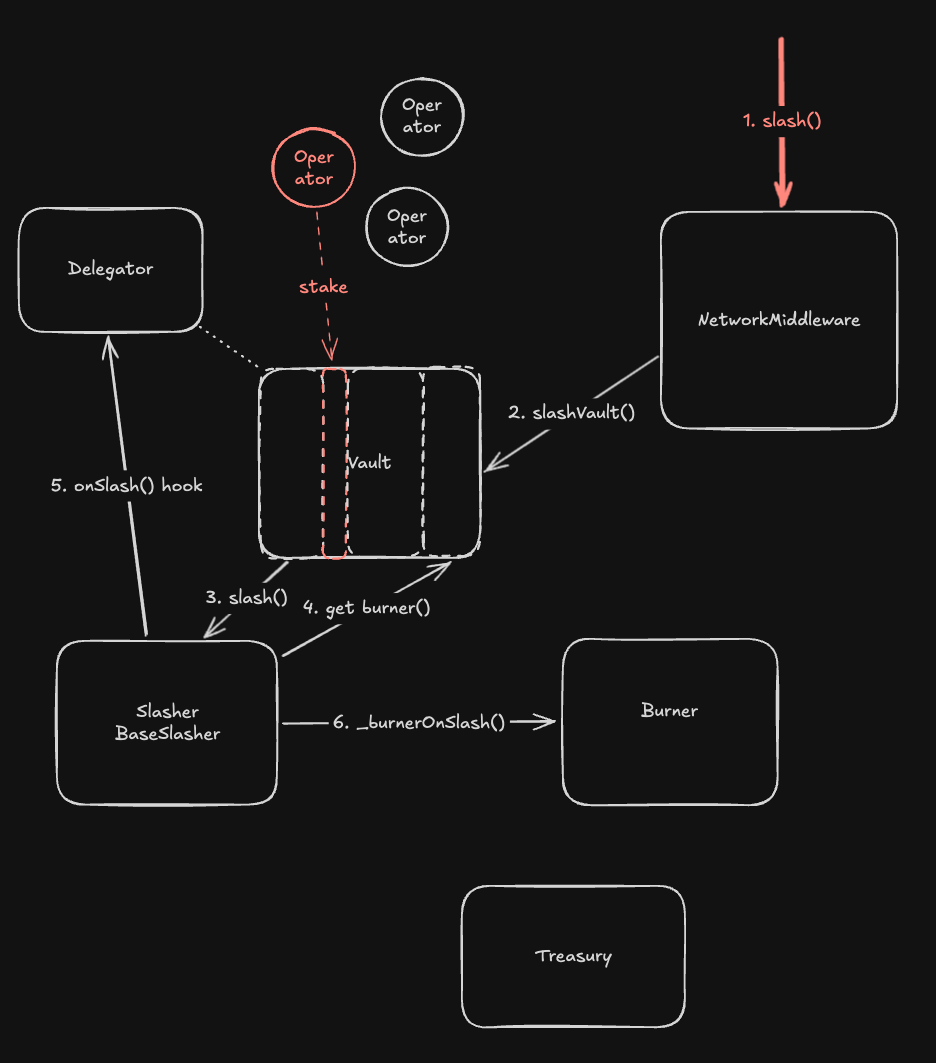 Oper
ator
1. slash()
Oper
ator
Oper
ator
Delegator
stake
NetworkMiddleware
2. slashVault()
Vault
5. onSlash() hook
3. slash()
4. get burner()
Slasher
BaseSlasher
6. _burnerOnSlash()
Burner
Treasury